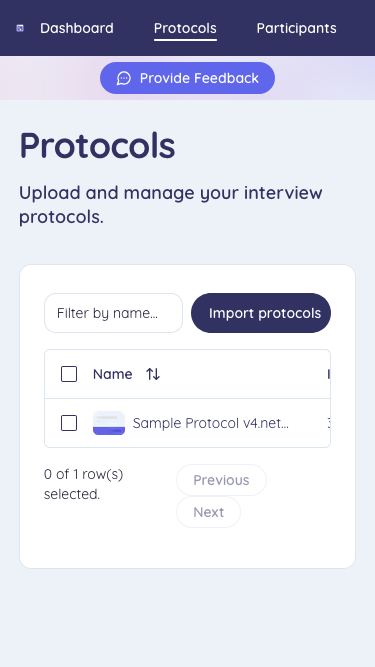 Dashboard Protocols Participants
Provide Feedback
Protocols
Upload and manage your interview
protocols.
Filter by name...
Import protocols
Name
Sample Protocol v4.net...
0 of 1 row(s)
selected.
Previous
Next